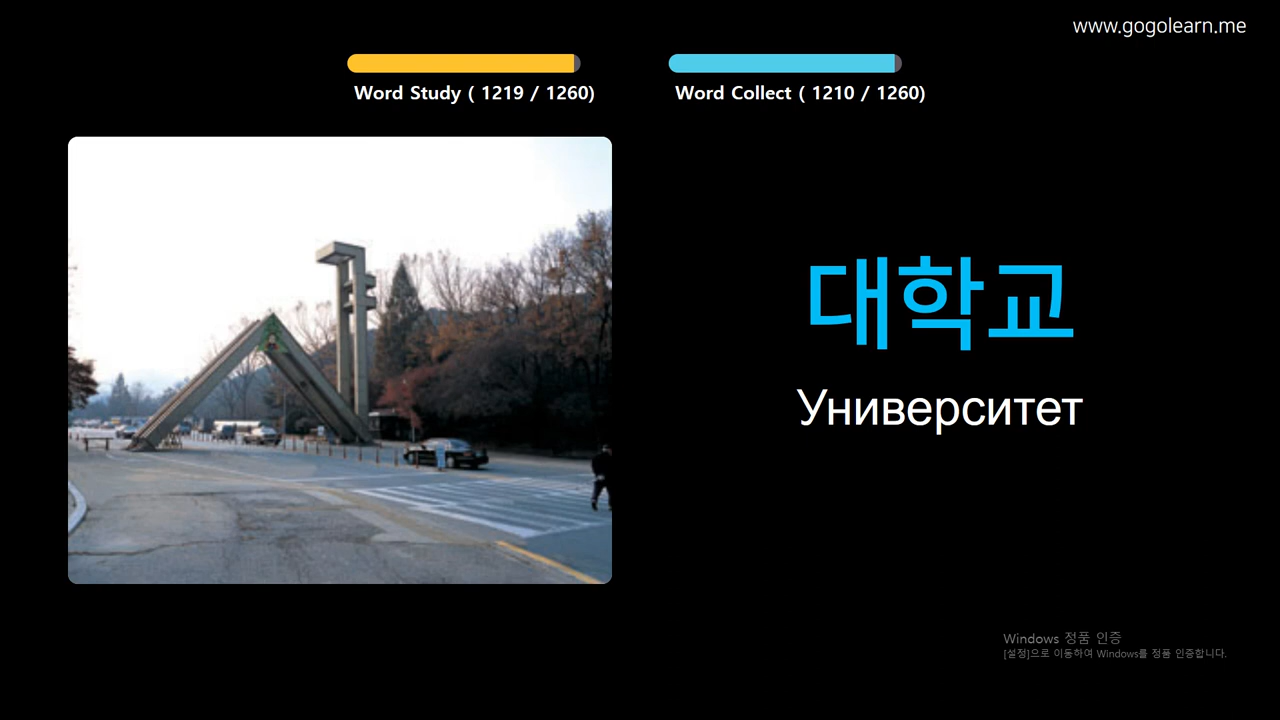 www.gogolearn.me
Word Study ( 1219 / 1260)
Word Collect ( 1210 / 1260)
대학교
Университет
Windows 정품 인증
[설정]으로 이동하여 Windows를 정품 인증합니다.